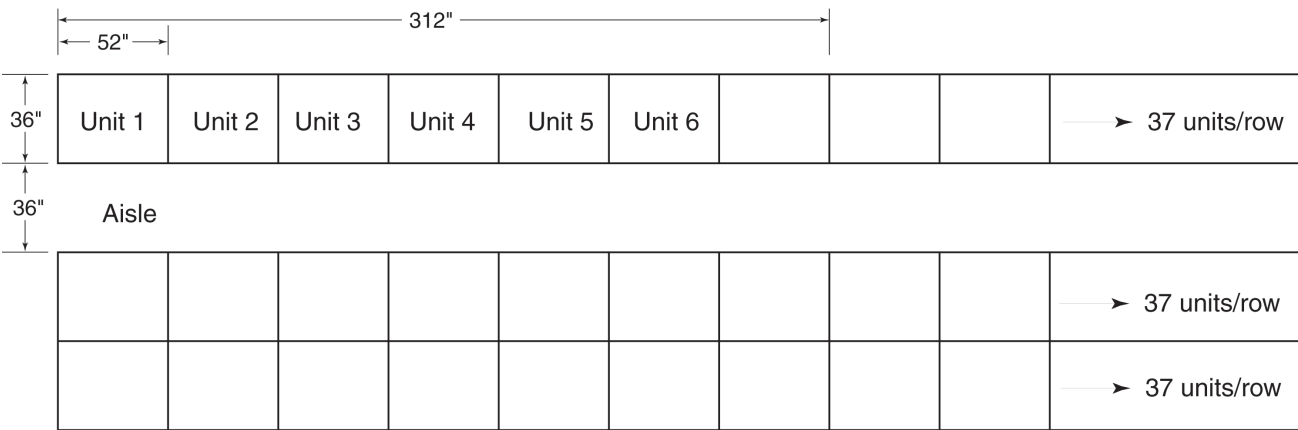 312"
52"
36"
Unit 1 Unit 2 Unit 3 Unit 4 Unit 5 Unit 6 37 units/row
36"
Aisle
37 units/row
37 units/row